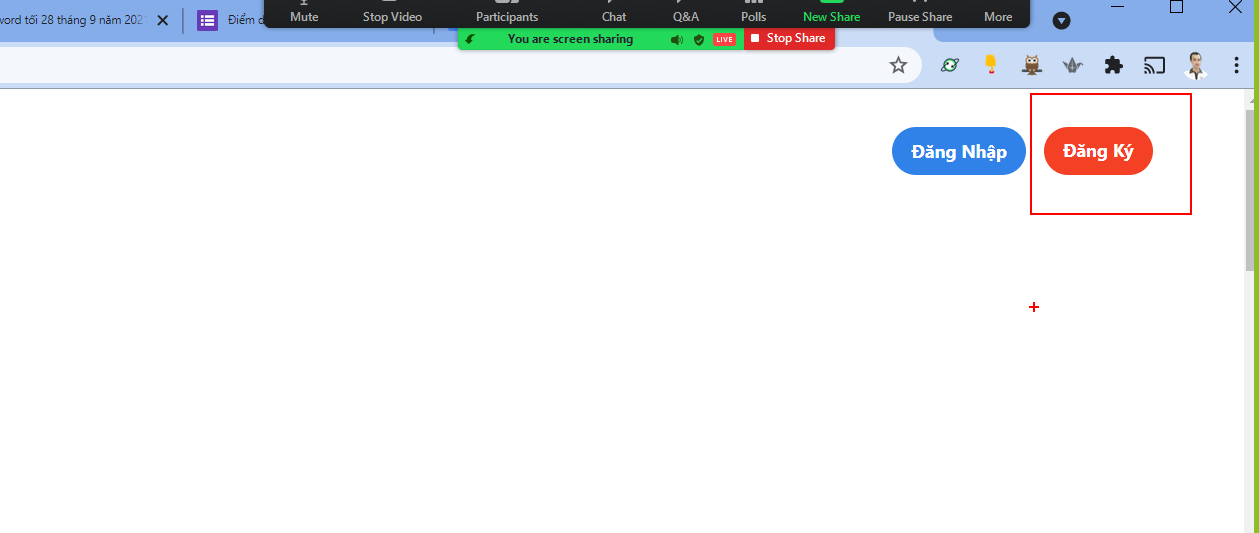 word tối 28 tháng 9 năm 2021
Điểm d
Mute
Stop Video
Participants
Chat
Q&A
Polls
New Share
Pause Share
More
You are screen sharing
LIVE
Stop Share
Đăng Nhập
Đăng Ký